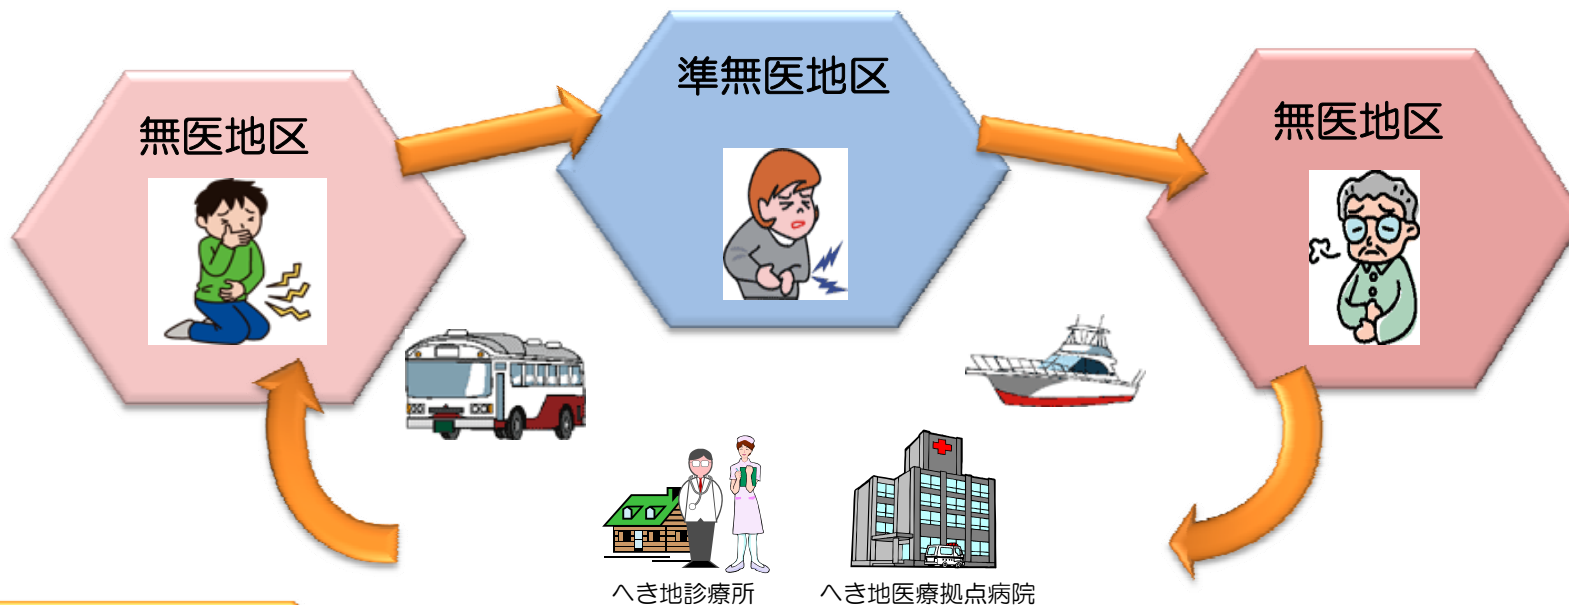 無医地区
準無医地区
無医地区
へき地診療所
へき地医療拠点病院